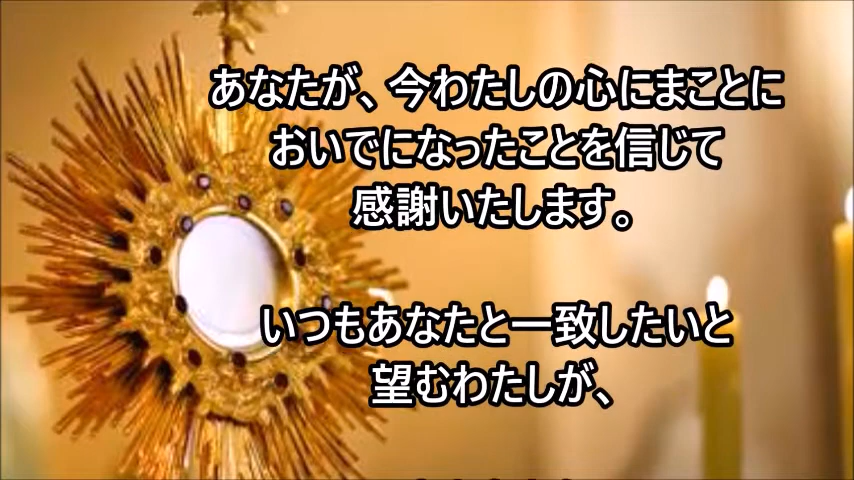 あなたが、今わたしの心にまことに
おいでになったことを信じて
感謝いたします。
いつもあなたと一致したいと
望むわたしが、